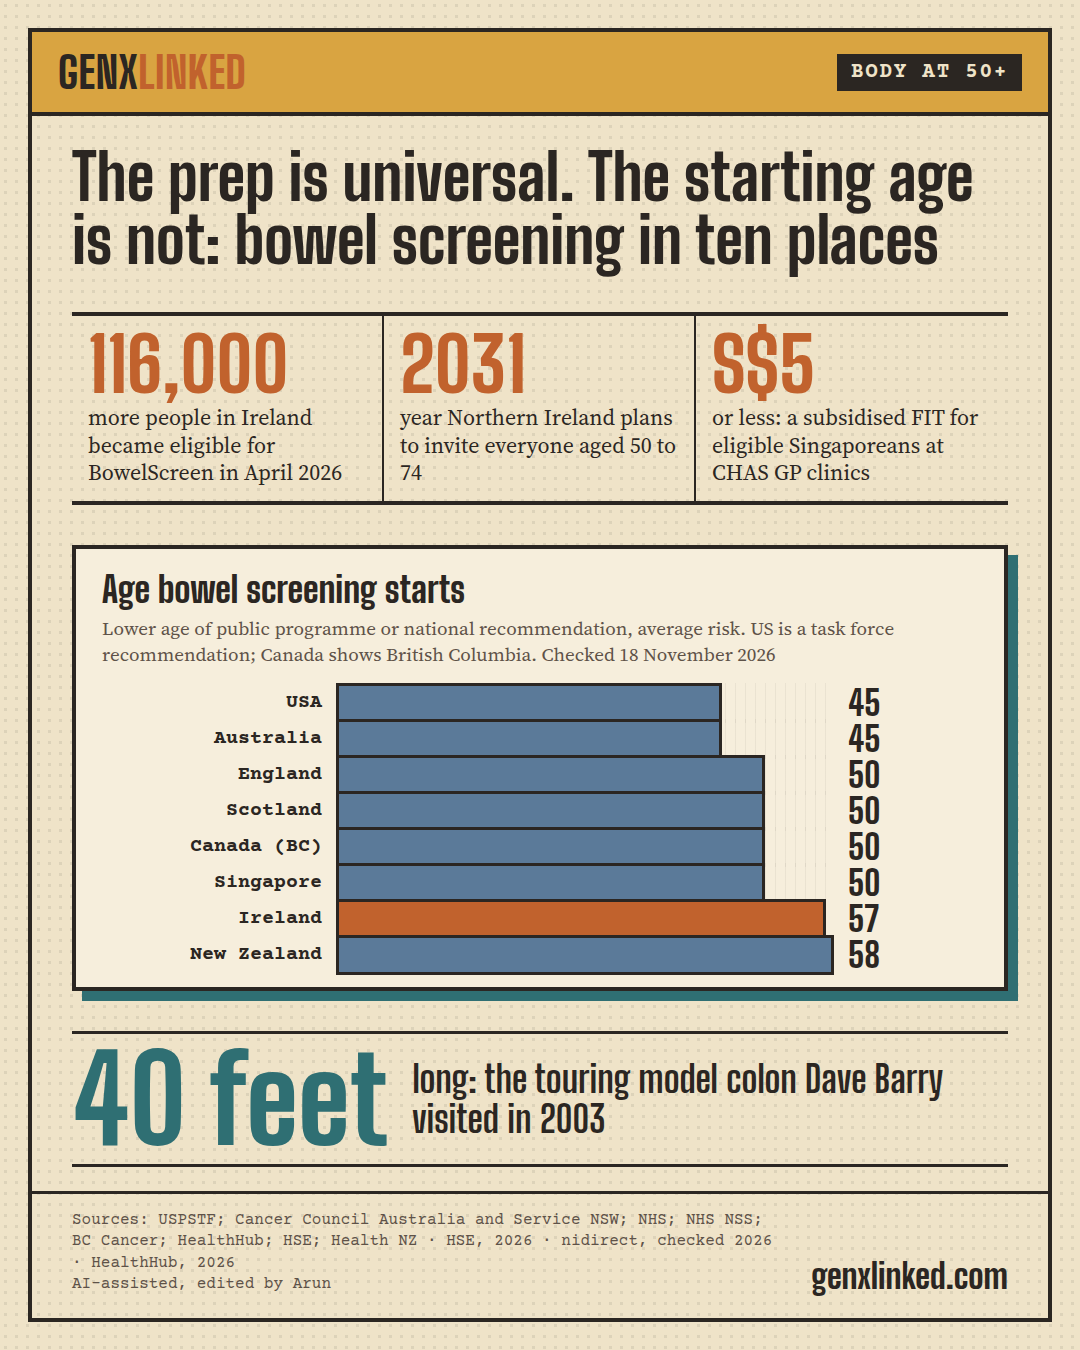 GENXLINKED
BODY AT 50+
The prep is universal. The starting age
is not: bowel screening in ten places
116,000
more people in Ireland
became eligible for
BowelScreen in April 2026
2031
year Northern Ireland plans
to invite everyone aged 50 to
74
S$5
or less: a subsidised FIT for
eligible Singaporeans at
CHAS GP clinics
Age bowel screening starts
Lower age of public programme or national recommendation, average risk. US is a task force
recommendation; Canada shows British Columbia. Checked 18 November 2026
USA 45
Australia 45
England 50
Scotland 50
Canada (BC) 50
Singapore 50
Ireland 57
New Zealand 58
40 feet
long: the touring model colon Dave Barry
visited in 2003
Sources: USPSTF; Cancer Council Australia and Service NSW; NHS; NHS NSS;
BC Cancer; HealthHub; HSE; Health NZ · HSE, 2026 · nidirect, checked 2026
· HealthHub, 2026
AI-assisted, edited by Arun
genxlinked.com